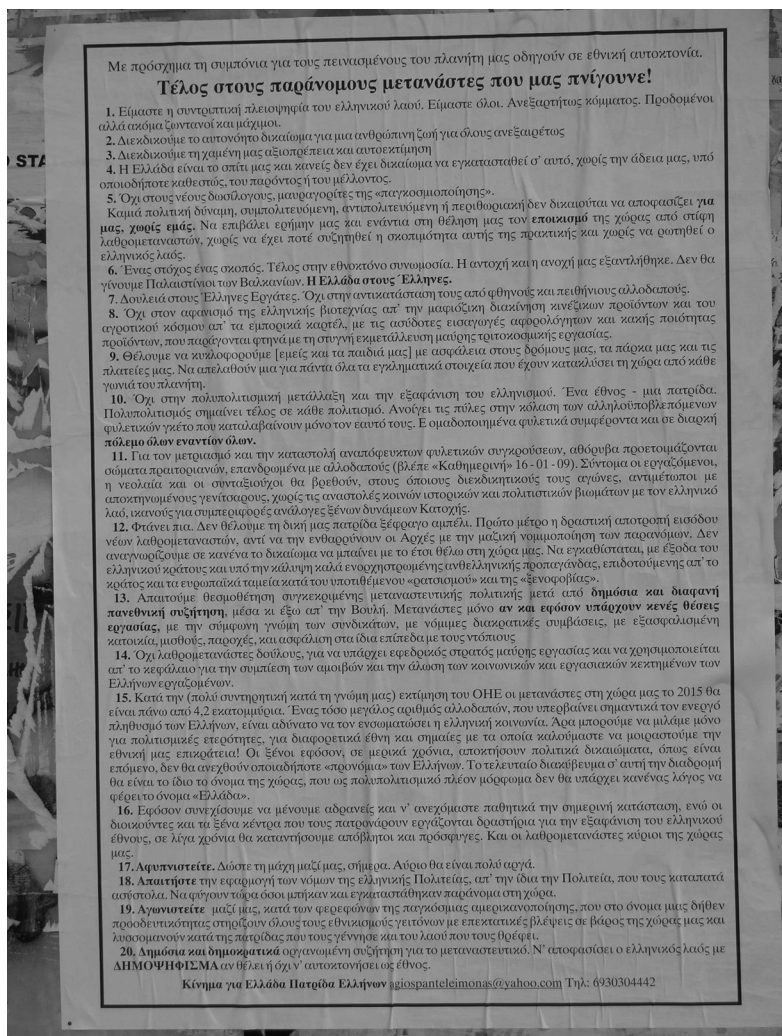 Με πρόσχημα τη συμπόνια για τους πεινασμένους του πλανήτη μας οδηγούν σε εθνική αυτοκτονία.
Τέλος στους παράνομους μετανάστες που μας πνίγουνε!
1. Είμαστε η συντριπτική πλειοψηφία του ελληνικού λαού. Είμαστε όλοι. Ανεξαρτήτως κόμματος. Προδομένοι
αλλά ακόμα ζωντανοί και μάχιμοι.
2. Διεκδικούμε το αυτονόητο δικαίωμα για μια ανθρώπινη ζωή για όλους ανεξαιρέτως
3. Διεκδικούμε τη χαμένη μας αξιοπρέπεια και αυτοεκτίμηση
4. Η Ελλάδα είναι το σπίτι μας και κανείς δεν έχει δικαίωμα να εγκατασταθεί σ' αυτό, χωρίς την άδεια μας, υπό
οποιοδήποτε καθεστώς, του παρόντος ή του μέλλοντος.
5. Όχι στους νέους δωσίλογους, μαυραγορίτες της «παγκοσμιοποίησης».
Καμιά πολιτική δύναμη, συμπολιτευόμενη, αντιπολιτευόμενη ή περιθωριακή δεν δικαιούται να αποφασίζει για
μας, χωρίς εμάς. Να επιβάλει ερήμην μας και ενάντια στη θέληση μας τον εποικισμό της χώρας από στίφη
λαθρομεταναστών, χωρίς να έχει ποτέ συζητηθεί η σκοπιμότητα αυτής της πρακτικής και χωρίς να ρωτηθεί ο
ελληνικός λαός.
6. Ένας στόχος ένας σκοπός. Τέλος στην εθνοκτόνο συνωμοσία. Η αντοχή και η ανοχή μας εξαντλήθηκε. Δεν θα
γίνουμε Παλαιστίνιοι των Βαλκανίων. Η Ελλάδα στους Έλληνες.
7. Δουλειά στους Έλληνες Εργάτες. Όχι στην αντικατάσταση τους από φθηνούς και πειθήνιους αλλοδαπούς.
8. Όχι στον αφανισμό της ελληνικής βιοτεχνίας απ' την μαφιόζικη διακίνηση κινέζικων προϊόντων και του
αγροτικού κόσμου απ' τα εμπορικά καρτέλ, με τις ασύδοτες εισαγωγές αφορολόγητων και κακής ποιότητας
προϊόντων, που παράγονται φτηνά με τη στυγνή εκμετάλλευση μαύρης τριτοκοσμικής εργασίας.
9. Θέλουμε να κυκλοφορούμε [εμείς και τα παιδιά μας] με ασφάλεια στους δρόμους μας, τα πάρκα μας και τις
πλατείες μας. Να απελαθούν μια για πάντα όλα τα εγκληματικά στοιχεία που έχουν κατακλύσει τη χώρα από κάθε
γωνιά του πλανήτη.
10. Όχι στην πολυπολιτισμική μετάλλαξη και την εξαφάνιση του ελληνισμού. Ένα έθνος - μια πατρίδα.
Πολυπολιτισμός σημαίνει τέλος σε κάθε πολιτισμό. Ανοίγει τις πύλες στην κόλαση των αλληλοϋποβλεπόμενων
φυλετικών γκέτο που καταλαβαίνουν μόνο τον εαυτό τους. Ε ομαδοποιημένα φυλετικά συμφέροντα και σε διαρκή
πόλεμο όλων εναντίον όλων.
11. Για τον μετριασμό και την καταστολή αναπόφευκτων φυλετικών συγκρούσεων, αθόρυβα προετοιμάζονται
σώματα πραιτοριανών, επανδρωμένα με αλλοδαπούς (βλέπε «Καθημερινή» 16 - 01 - 09). Σύντομα οι εργαζόμενοι,
η νεολαία και οι συνταξιούχοι θα βρεθούν, στους όποιους διεκδικητικούς τους αγώνες, αντιμέτωποι με
αποκτηνωμένους γενίτσαρους, χωρίς τις αναστολές κοινών ιστορικών και πολιτιστικών βιωμάτων με τον ελληνικό
λαό, ικανούς για συμπεριφορές ανάλογες ξένων δυνάμεων Κατοχής.
12. Φτάνει πια. Δεν θέλουμε τη δική μας πατρίδα ξέφραγο αμπέλι. Πρώτο μέτρο η δραστική αποτροπή εισόδου
νέων λαθρομεταναστών, αντί να την ενθαρρύνουν οι Αρχές με την μαζική νομιμοποίηση των παρανόμων. Δεν
αναγνωρίζουμε σε κανένα το δικαίωμα να μπαίνει με το έτσι θέλω στη χώρα μας. Να εγκαθίσταται, με έξοδα του
ελληνικού κράτους και υπό την κάλυψη καλά ενορχηστρωμένης ανθελληνικής προπαγάνδας, επιδοτούμενης απ' το
κράτος και τα ευρωπαϊκά ταμεία κατά του υποτιθέμενου «ρατσισμού» και της «ξενοφοβίας».
13. Απαιτούμε θεσμοθέτηση συγκεκριμένης μεταναστευτικής πολιτικής μετά από δημόσια και διαφανή
πανεθνική συζήτηση, μέσα κι έξω απ' την Βουλή. Μετανάστες μόνο αν και εφόσον υπάρχουν κενές θέσεις
εργασίας, με την σύμφωνη γνώμη των συνδικάτων, με νόμιμες διακρατικές συμβάσεις, με εξασφαλισμένη
κατοικία, μισθούς, παροχές, και ασφάλιση στα ίδια επίπεδα με τους ντόπιους
14. Όχι λαθρομετανάστες δούλους, για να υπάρχει εφεδρικός στρατός μαύρης εργασίας και να χρησιμοποιείται
απ' το κεφάλαιο για την συμπίεση των αμοιβών και την άλωση των κοινωνικών και εργασιακών κεκτημένων των
Ελλήνων εργαζομένων.
15. Κατά την (πολύ συντηρητική κατά τη γνώμη μας) εκτίμηση του ΟΗΕ οι μετανάστες στη χώρα μας το 2015 θα
είναι πάνω από 4,2 εκατομμύρια. Ένας τόσο μεγάλος αριθμός αλλοδαπών, που υπερβαίνει σημαντικά τον ενεργό
πληθυσμό των Ελλήνων, είναι αδύνατο να τον ενσωματώσει η ελληνική κοινωνία. Άρα μπορούμε να μιλάμε μόνο
για πολιτισμικές ετερότητες, για διαφορετικά έθνη και σημαίες με τα οποία καλούμαστε να μοιραστούμε την
εθνική μας επικράτεια! Οι ξένοι εφόσον, σε μερικά χρόνια, αποκτήσουν πολιτικά δικαιώματα, όπως είναι
επόμενο, δεν θα ανεχθούν οποιαδήποτε «προνόμια» των Ελλήνων. Το τελευταίο διακύβευμα σ' αυτή την διαδρομή
θα είναι το ίδιο το όνομα της χώρας, που ως πολυπολιτισμικό πλέον μόρφωμα δεν θα υπάρχει κανένας λόγος να
φέρει το όνομα «Ελλάδα».
16. Εφόσον συνεχίσουμε να μένουμε αδρανείς και ν' ανεχόμαστε παθητικά την σημερινή κατάσταση, ενώ οι
διοικούντες και τα ξένα κέντρα που τους πατρονάρουν εργάζονται δραστήρια για την εξαφάνιση του ελληνικού
έθνους, σε λίγα χρόνια θα καταντήσουμε απόβλητοι και πρόσφυγες. Και οι λαθρομετανάστες κύριοι της χώρας
μας.
17. Αφυπνιστείτε. Δώστε τη μάχη μαζί μας, σήμερα. Αύριο θα είναι πολύ αργά.
18. Απαιτήστε την εφαρμογή των νόμων της ελληνικής Πολιτείας, απ' την ίδια την Πολιτεία, που τους καταπατά
ασύστολα. Να φύγουν τώρα όσοι μπήκαν και εγκαταστάθηκαν παράνομα στη χώρα.
19. Αγωνιστείτε μαζί μας, κατά των φερεφώνων της παγκόσμιας αμερικανοποίησης, που στο όνομα μιας δήθεν
προοδευτικότητας στηρίζουν όλους τους εθνικισμούς γειτόνων με επεκτατικές βλέψεις σε βάρος της χώρας μας και
λυσσομανούν κατά της πατρίδας που τους γέννησε και του λαού που τους θρέφει.
20. Δημόσια και δημοκρατικά οργανωμένη συζήτηση για το μεταναστευτικό. Ν' αποφασίσει ο ελληνικός λαός με
ΔΗΜΟΨΗΦΙΣΜΑ αν θέλει ή όχι ν' αυτοκτονήσει ως έθνος.
Κίνημα για Ελλάδα Πατρίδα Ελλήνων agiospanteleimonas@yahoo.com Τηλ: 6930304442
STA